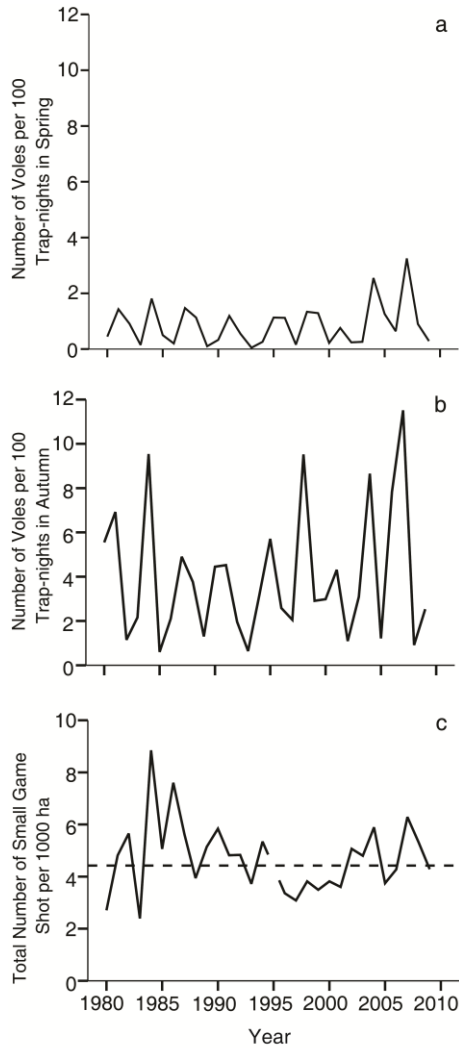 a
Number of Voles per 100
Trap-nights in Spring
12
10
8
6
4
2
0
b
Number of Voles per 100
Trap-nights in Autumn
12
10
8
6
4
2
0
c
Total Number of Small Game
Shot per 1000 ha
10
8
6
4
2
0
1980 1985 1990 1995 2000 2005 2010
Year